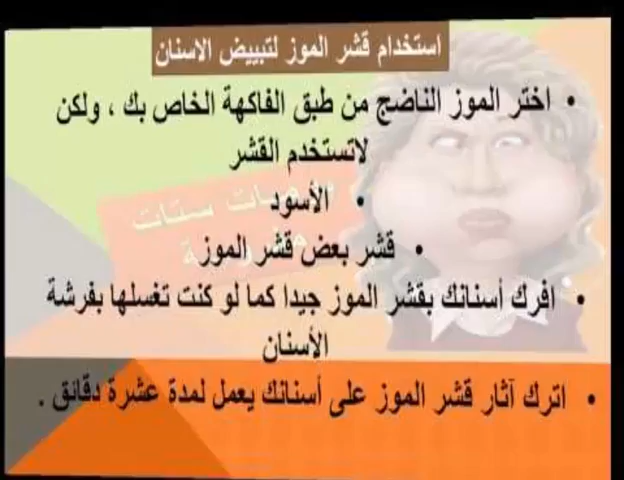 استخدام قشر الموز لتبييض الاسنان
• اختر الموز الناضج من طبق الفاكهة الخاص بك ، ولكن
لاتستخدم القشر
• الأسود
• قشر بعض قشر الموز
• افرك أسنانك بقشر الموز جيدا كما لو كنت تغسلها بفرشة
الأسنان
• اترك آثار قشر الموز على أسنانك يعمل لمدة عشرة دقائق .